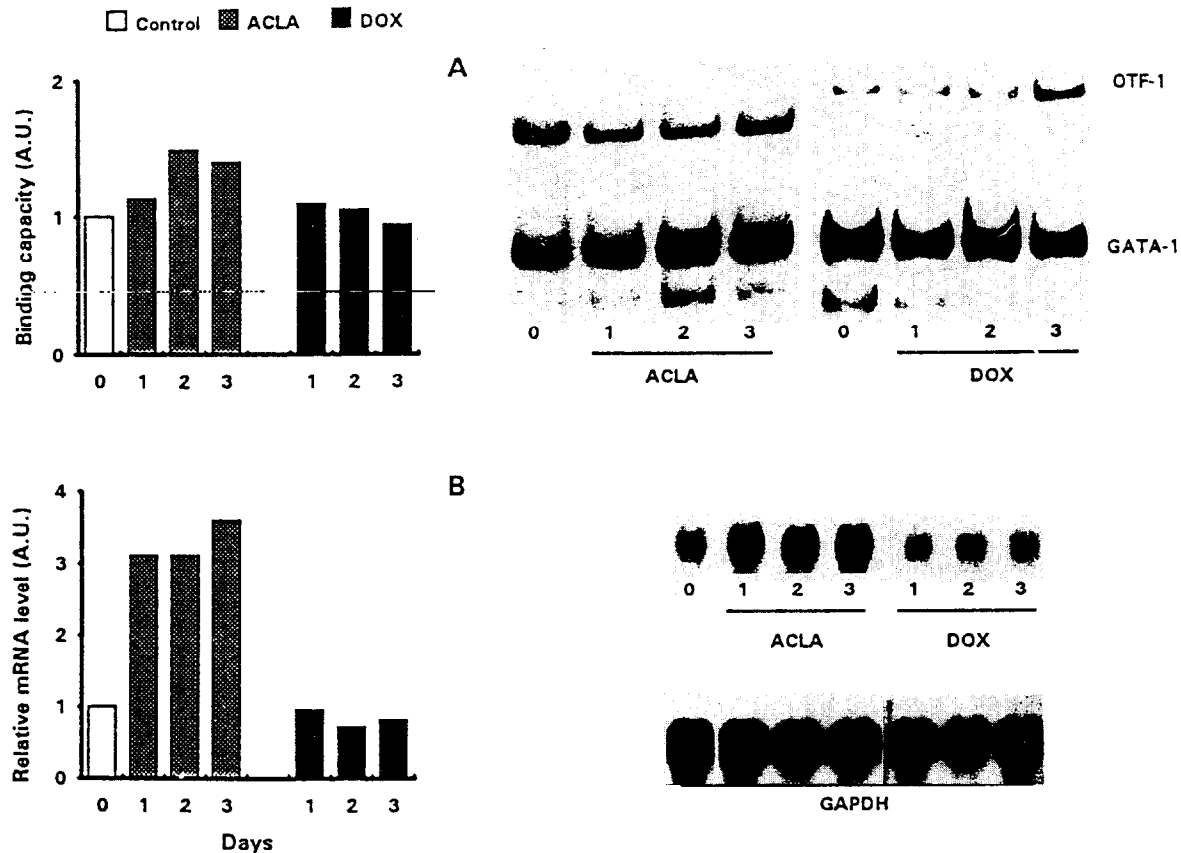 Control ACLA DOX
A
Binding capacity (A.U.)
2
1
0
0 1 2 3 1 2 3
OTF-1
GATA-1
0 1 2 3 0 1 2 3
ACLA DOX
B
Relative mRNA level (A.U.)
4
3
2
1
0
0 1 2 3 1 2 3
Days
0 1 2 3 1 2 3
ACLA DOX
GAPDH